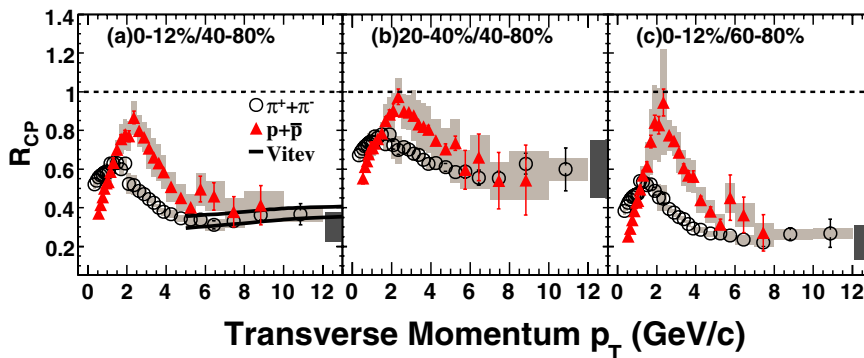 1.4
1.2
1
0.8
0.6
0.4
0.2
R_CP
(a)0-12%/40-80%
(b)20-40%/40-80%
(c)0-12%/60-80%
π⁺+π⁻
p+p̄
Vitev
0 2 4 6 8 10 12
0 2 4 6 8 10 12
0 2 4 6 8 10 12
Transverse Momentum p_T (GeV/c)